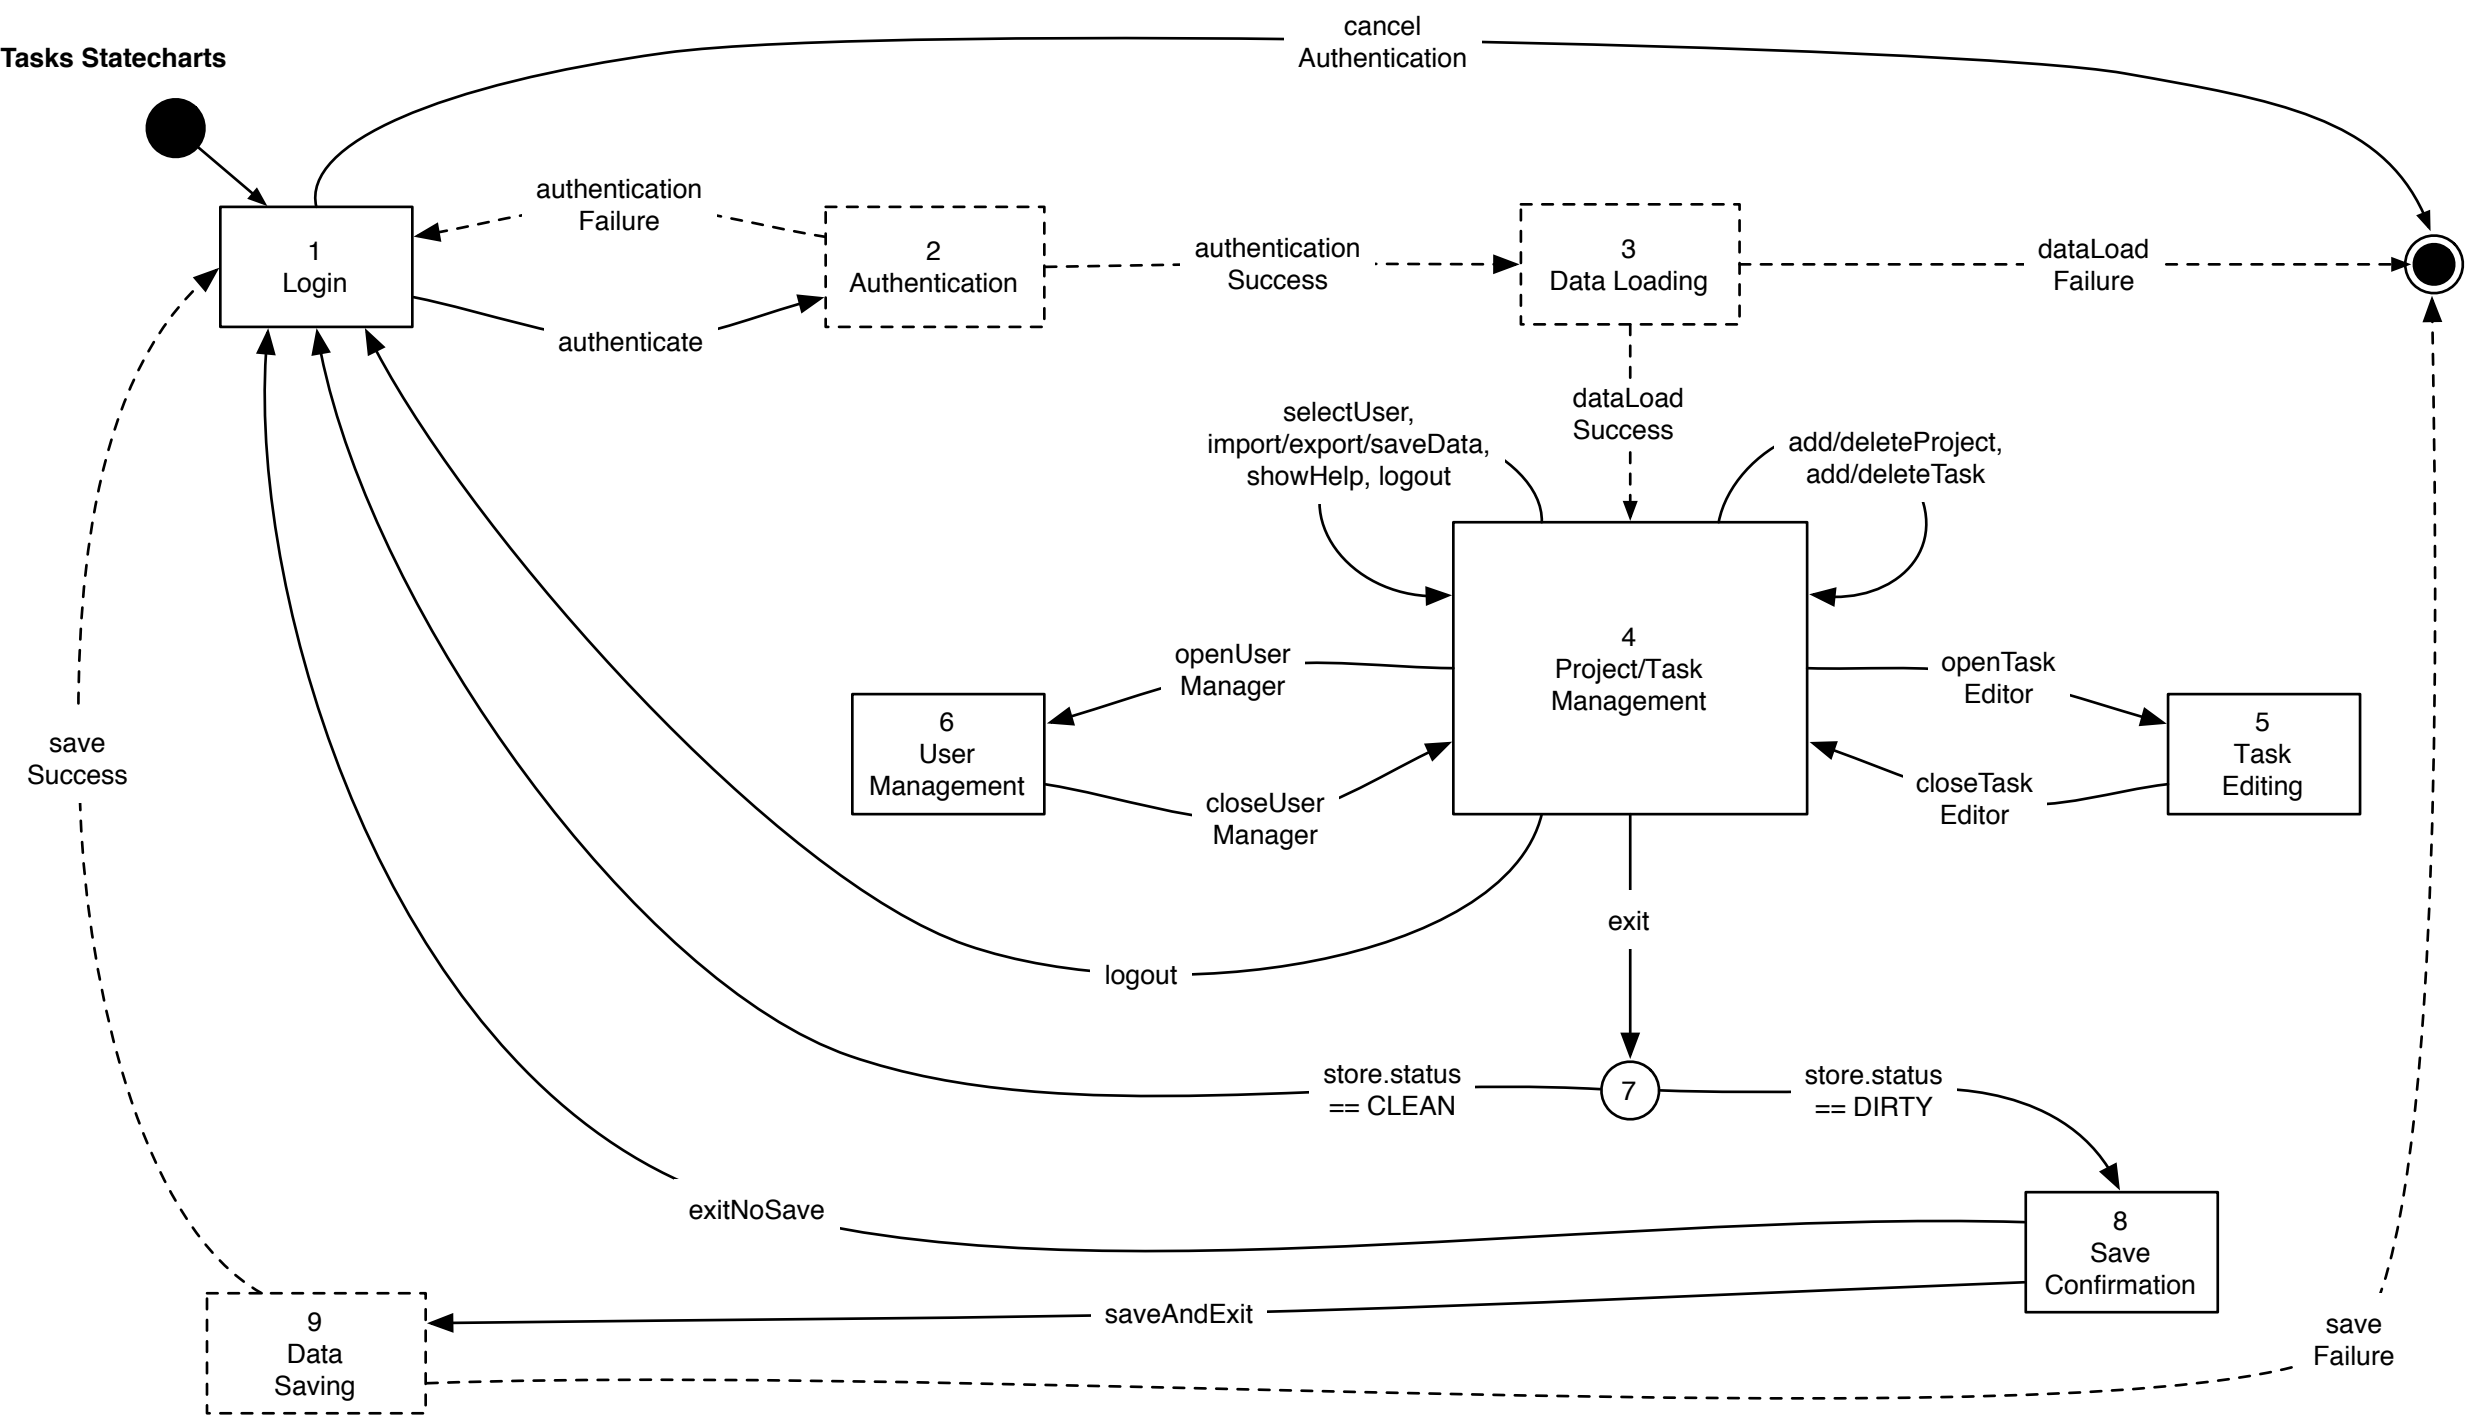 cancel
Authentication
Tasks Statecharts
authentication
Failure
1
Login
2
Authentication
authentication
Success
3
Data Loading
dataLoad
Failure
authenticate
dataLoad
Success
selectUser,
import/export/saveData,
showHelp, logout
add/deleteProject,
add/deleteTask
4
Project/Task
Management
openUser
Manager
openTask
Editor
6
User
Management
5
Task
Editing
save
Success
closeUser
Manager
closeTask
Editor
exit
logout
store.status
== CLEAN
7
store.status
== DIRTY
exitNoSave
8
Save
Confirmation
saveAndExit
9
Data
Saving
save
Failure